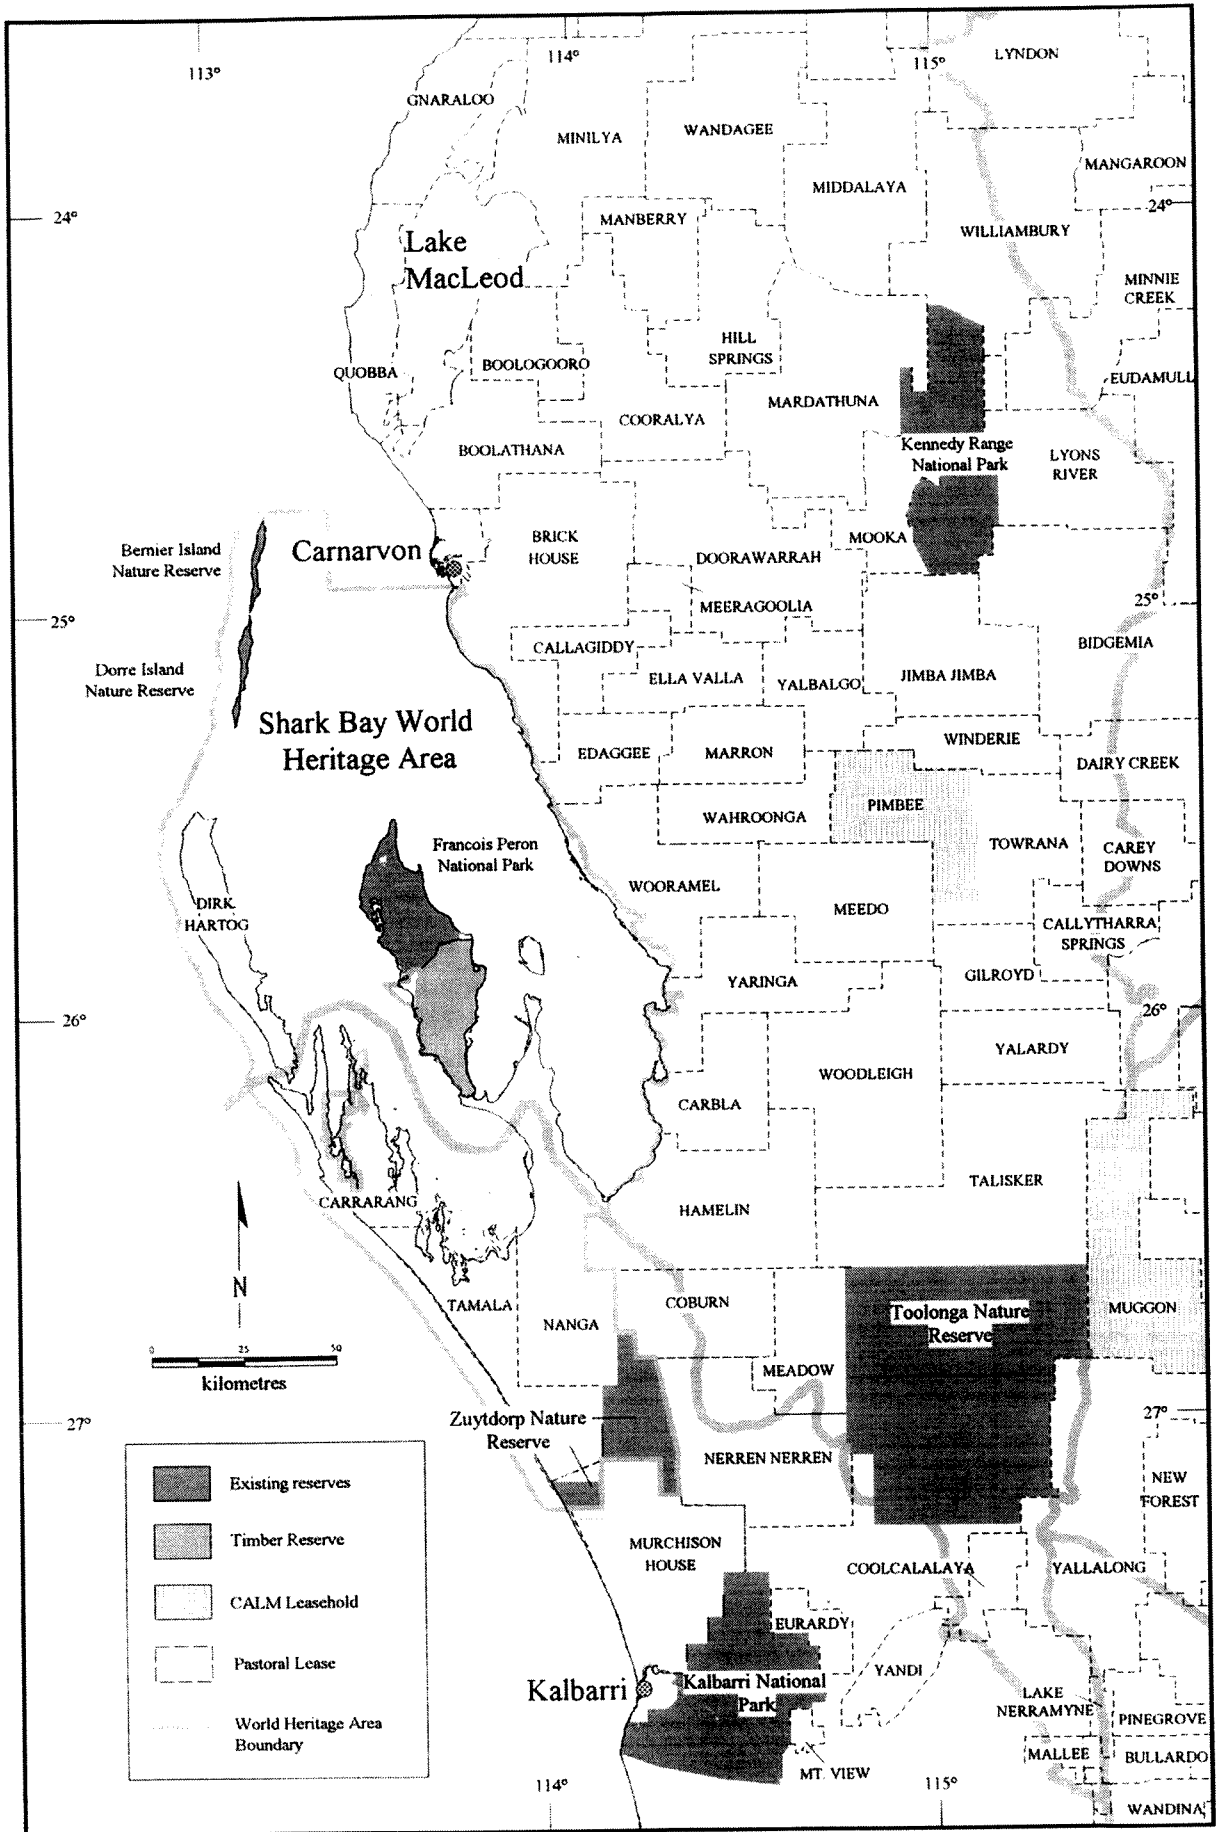 113°
114°
115°
LYNDON
GNARALOO
MINILYA
WANDAGEE
MANGAROON
MIDDALAYA
24°
24°
MANBERRY
WILLIAMBURY
Lake
MacLeod
MINNIE
CREEK
HILL
SPRINGS
QUOBBA
BOOLOGOORO
EUDAMULL
MARDATHUNA
COORALYA
BOOLATHANA
Kennedy Range
National Park
LYONS
RIVER
Bernier Island
Nature Reserve
Carnarvon
BRICK
HOUSE
MOOKA
DOORAWARRAH
MEERAGOOLIA
25°
25°
CALLAGIDDY
BIDGEMIA
Dorre Island
Nature Reserve
ELLA VALLA
YALBALGO
JIMBA JIMBA
Shark Bay World
Heritage Area
EDAGGEE
MARRON
WINDERIE
DAIRY CREEK
PIMBEE
WAHROONGA
Francois Peron
National Park
TOWRANA
CAREY
DOWNS
WOORAMEL
DIRK
HARTOG
MEEDO
CALLYTHARRA
SPRINGS
YARINGA
GILROYD
26°
26°
YALARDY
WOODLEIGH
CARBLA
TALISKER
CARRARANG
HAMELIN
N
TAMALA
NANGA
COBURN
Toolonga Nature
Reserve
MUGGON
0 25 50
kilometres
MEADOW
Zuytdorp Nature
Reserve
27°
27°
NERREN NERREN
NEW
FOREST
Existing reserves
Timber Reserve
CALM Leasehold
Pastoral Lease
World Heritage Area
Boundary
MURCHISON
HOUSE
COOLCALALAYA
YALLALONG
EURARDY
YANDI
Kalbarri
Kalbarri National
Park
LAKE
NERRAMYNE
PINEGROVE
MALLEE
BULLARDO
MT. VIEW
114°
115°
WANDINA